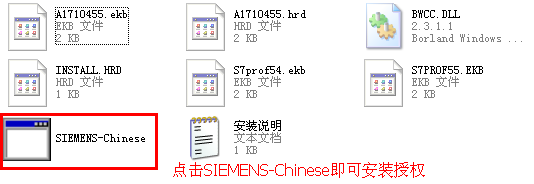 A1710455.ekb
EKB 文件
2 KB
A1710455.hrd
HRD 文件
2 KB
BWCC.DLL
2.3.1.1
Borland Windows ...
INSTALL.HRD
HRD 文件
1 KB
S7prof54.ekb
EKB 文件
2 KB
S7PROF55.EKB
EKB 文件
2 KB
SIEMENS-Chinese
安装说明
文本文档
1 KB
点击SIEMENS-Chinese即可安装授权